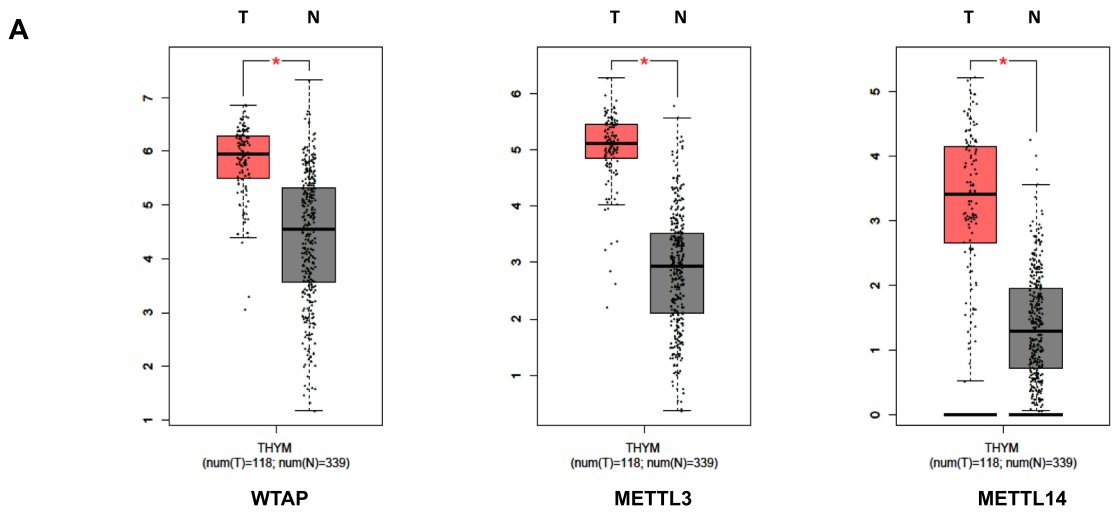 A
T N
T N
T N
*
*
*
7
6
5
4
3
2
1
THYM
(num(T)=118; num(N)=339)
WTAP
6
5
4
3
2
1
THYM
(num(T)=118; num(N)=339)
METTL3
5
4
3
2
1
0
THYM
(num(T)=118; num(N)=339)
METTL14